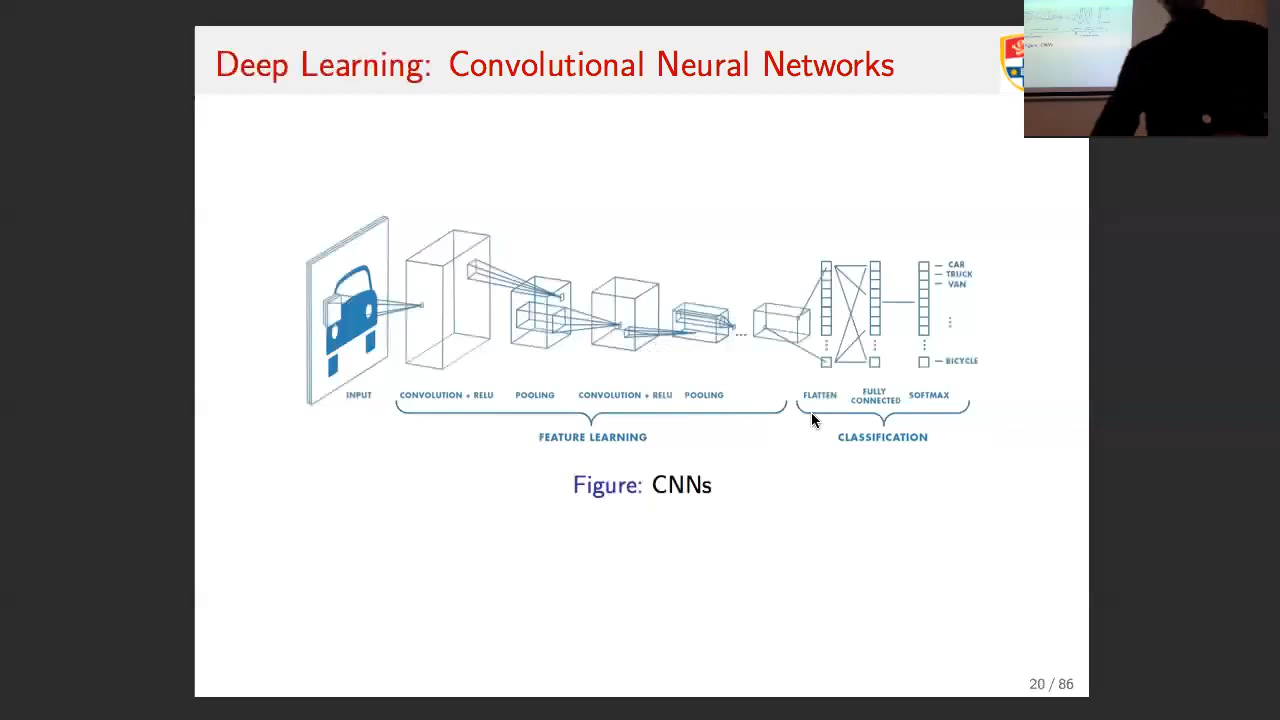 Deep Learning: Convolutional Neural Networks
CAR
TRUCK
VAN
BICYCLE
INPUT
CONVOLUTION + RELU
POOLING
CONVOLUTION + RELU
POOLING
FLATTEN
FULLY
CONNECTED
SOFTMAX
FEATURE LEARNING
CLASSIFICATION
Figure: CNNs
20 / 86